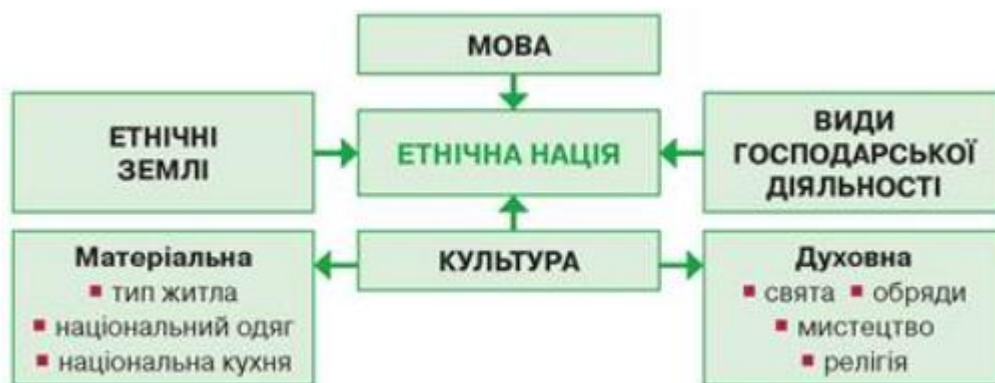 МОВА
ЕТНІЧНІ
ЗЕМЛІ
ЕТНІЧНА НАЦІЯ
ВИДИ
ГОСПОДАРСЬКОЇ
ДІЯЛЬНОСТІ
Матеріальна
▪ тип житла
▪ національний одяг
▪ національна кухня
КУЛЬТУРА
Духовна
▪ свята ▪ обряди
▪ мистецтво
▪ релігія